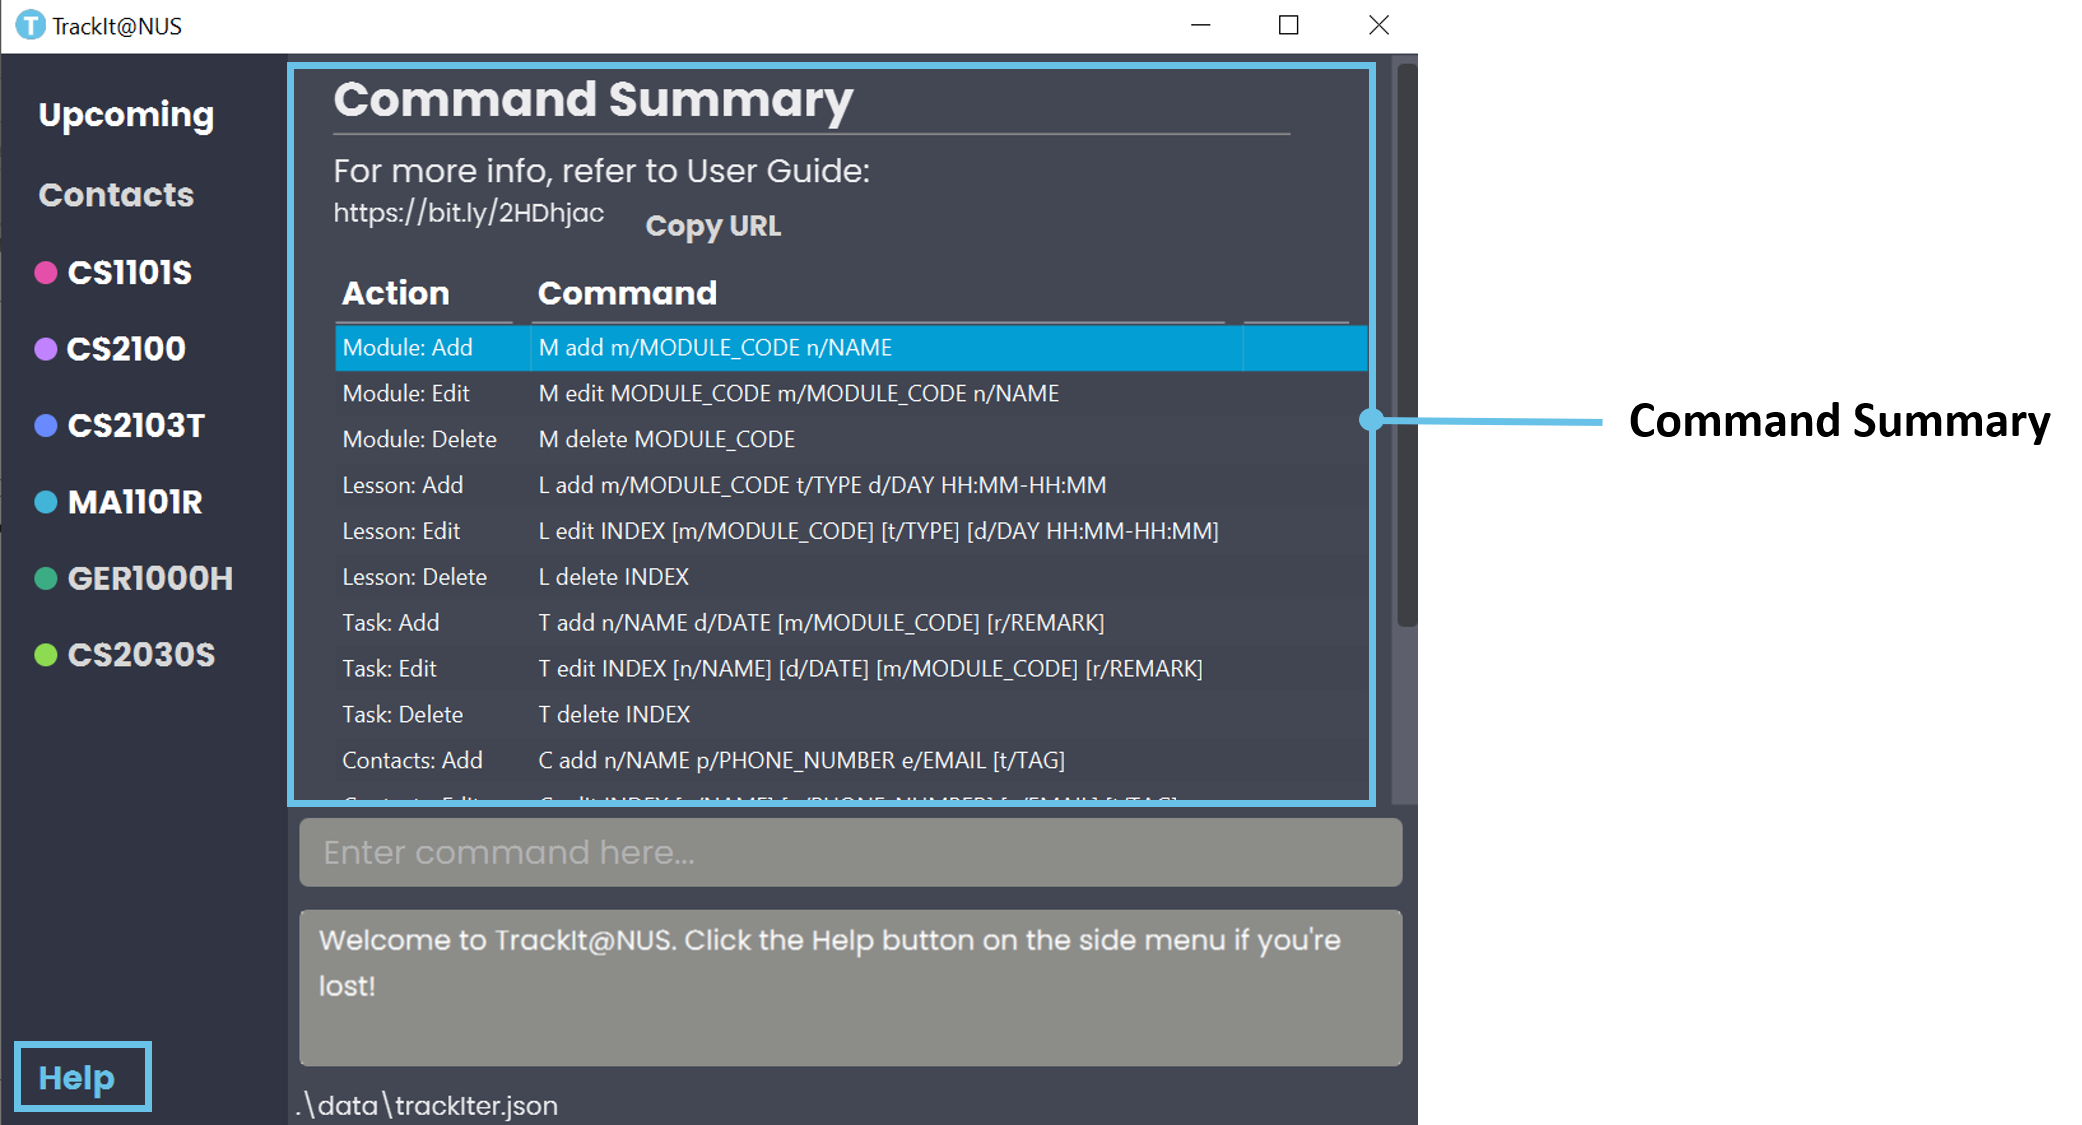 TrackIt@NUS
Upcoming
Contacts
CS1101S
CS2100
CS2103T
MA1101R
GER1000H
CS2030S
Help
Command Summary
For more info, refer to User Guide:
https://bit.ly/2HDhjac
Copy URL
Action Command
Module: Add M add m/MODULE_CODE n/NAME
Module: Edit M edit MODULE_CODE m/MODULE_CODE n/NAME
Module: Delete M delete MODULE_CODE
Lesson: Add L add m/MODULE_CODE t/TYPE d/DAY HH:MM-HH:MM
Lesson: Edit L edit INDEX [m/MODULE_CODE] [t/TYPE] [d/DAY HH:MM-HH:MM]
Lesson: Delete L delete INDEX
Task: Add T add n/NAME d/DATE [m/MODULE_CODE] [r/REMARK]
Task: Edit T edit INDEX [n/NAME] [d/DATE] [m/MODULE_CODE] [r/REMARK]
Task: Delete T delete INDEX
Contacts: Add C add n/NAME p/PHONE_NUMBER e/EMAIL [t/TAG]
Enter command here...
Welcome to TrackIt@NUS. Click the Help button on the side menu if you're
lost!
.\data\trackIter.json
Command Summary